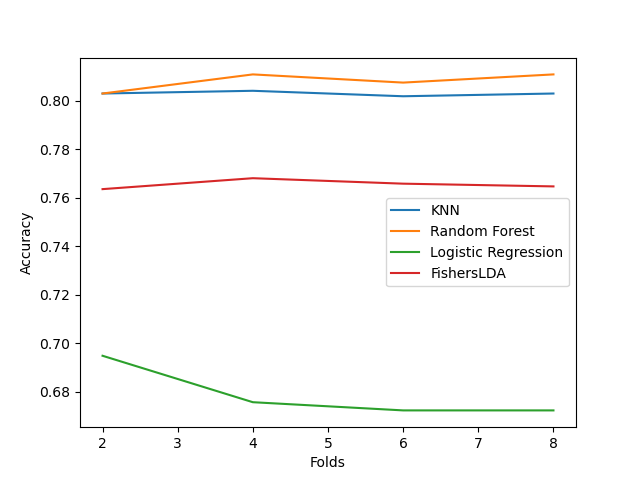 Accuracy
0.80
0.78
0.76
0.74
0.72
0.70
0.68
KNN
Random Forest
Logistic Regression
FishersLDA
2 3 4 5 6 7 8
Folds